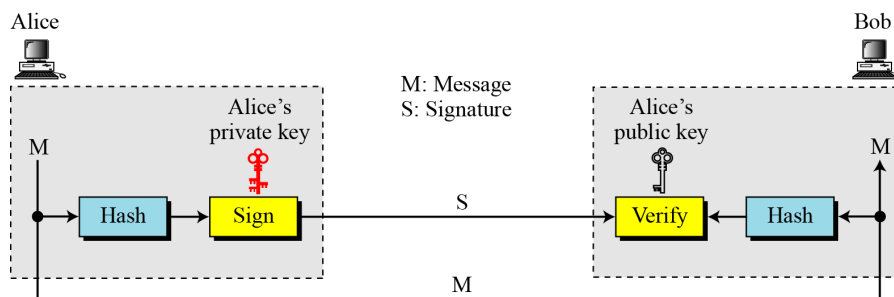 Alice
Bob
M: Message
S: Signature
Alice's
private key
Alice's
public key
M
M
Hash
Sign
S
Verify
Hash
M